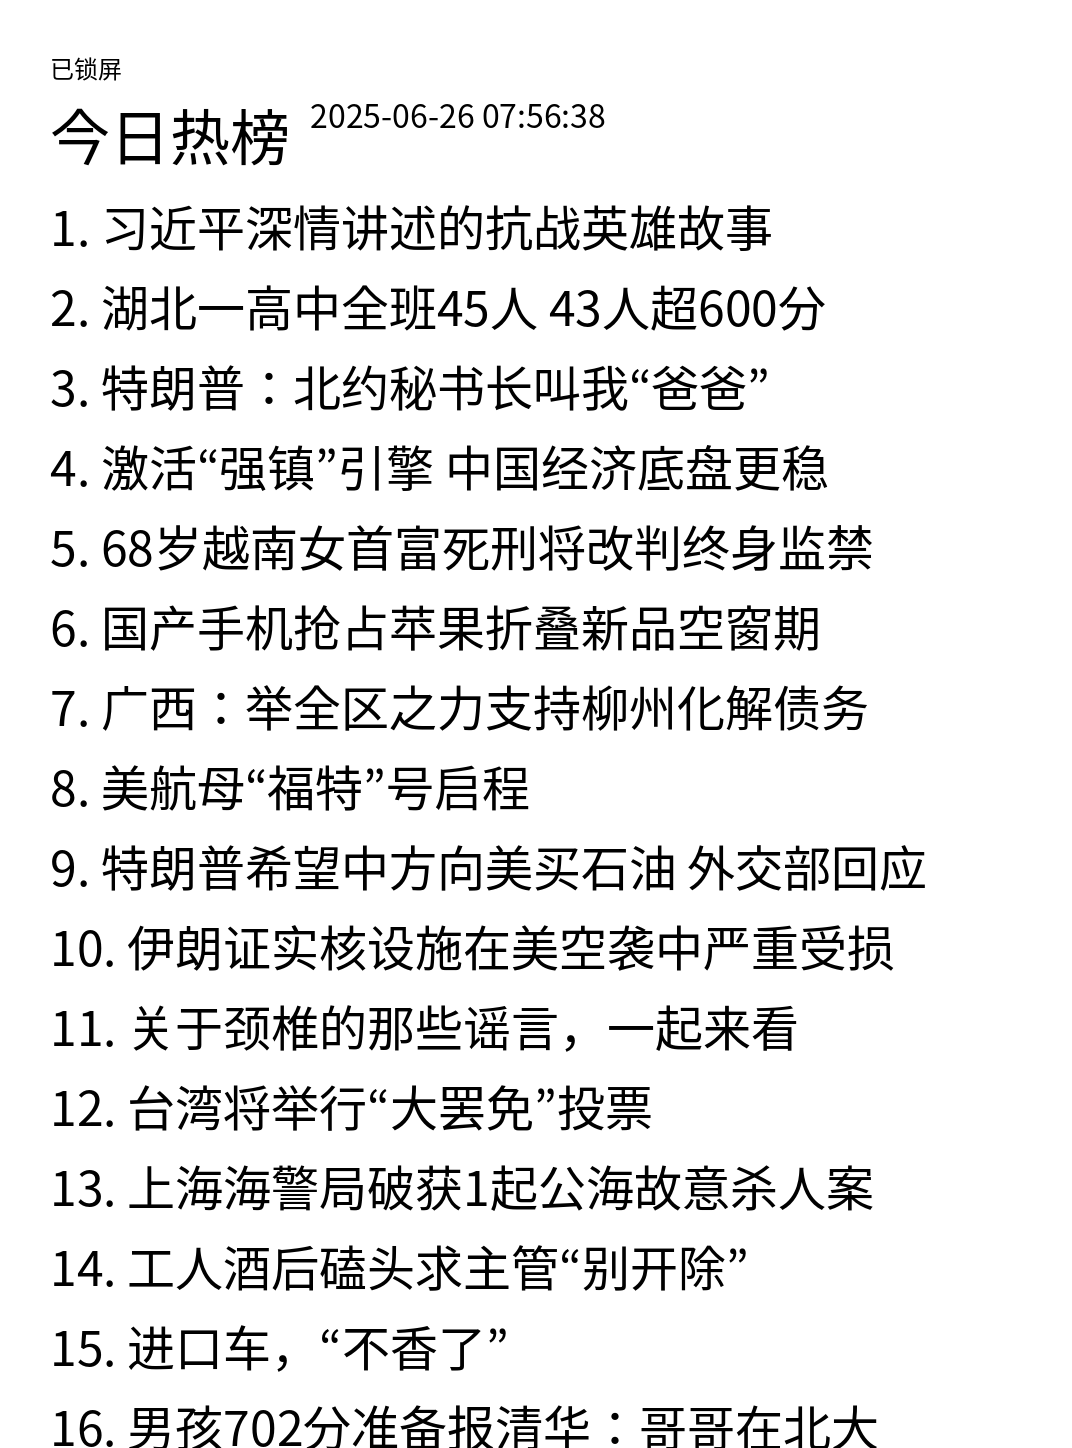 已锁屏
今日热榜 2025-06-26 07:56:38
1. 习近平深情讲述的抗战英雄故事
2. 湖北一高中全班45人 43人超600分
3. 特朗普：北约秘书长叫我“爸爸”
4. 激活“强镇”引擎 中国经济底盘更稳
5. 68岁越南女首富死刑将改判终身监禁
6. 国产手机抢占苹果折叠新品空窗期
7. 广西：举全区之力支持柳州化解债务
8. 美航母“福特”号启程
9. 特朗普希望中方向美买石油 外交部回应
10. 伊朗证实核设施在美空袭中严重受损
11. 关于颈椎的那些谣言，一起来看
12. 台湾将举行“大罢免”投票
13. 上海海警局破获1起公海故意杀人案
14. 工人酒后磕头求主管“别开除”
15. 进口车，“不香了”
16. 男孩702分准备报清华：哥哥在北大